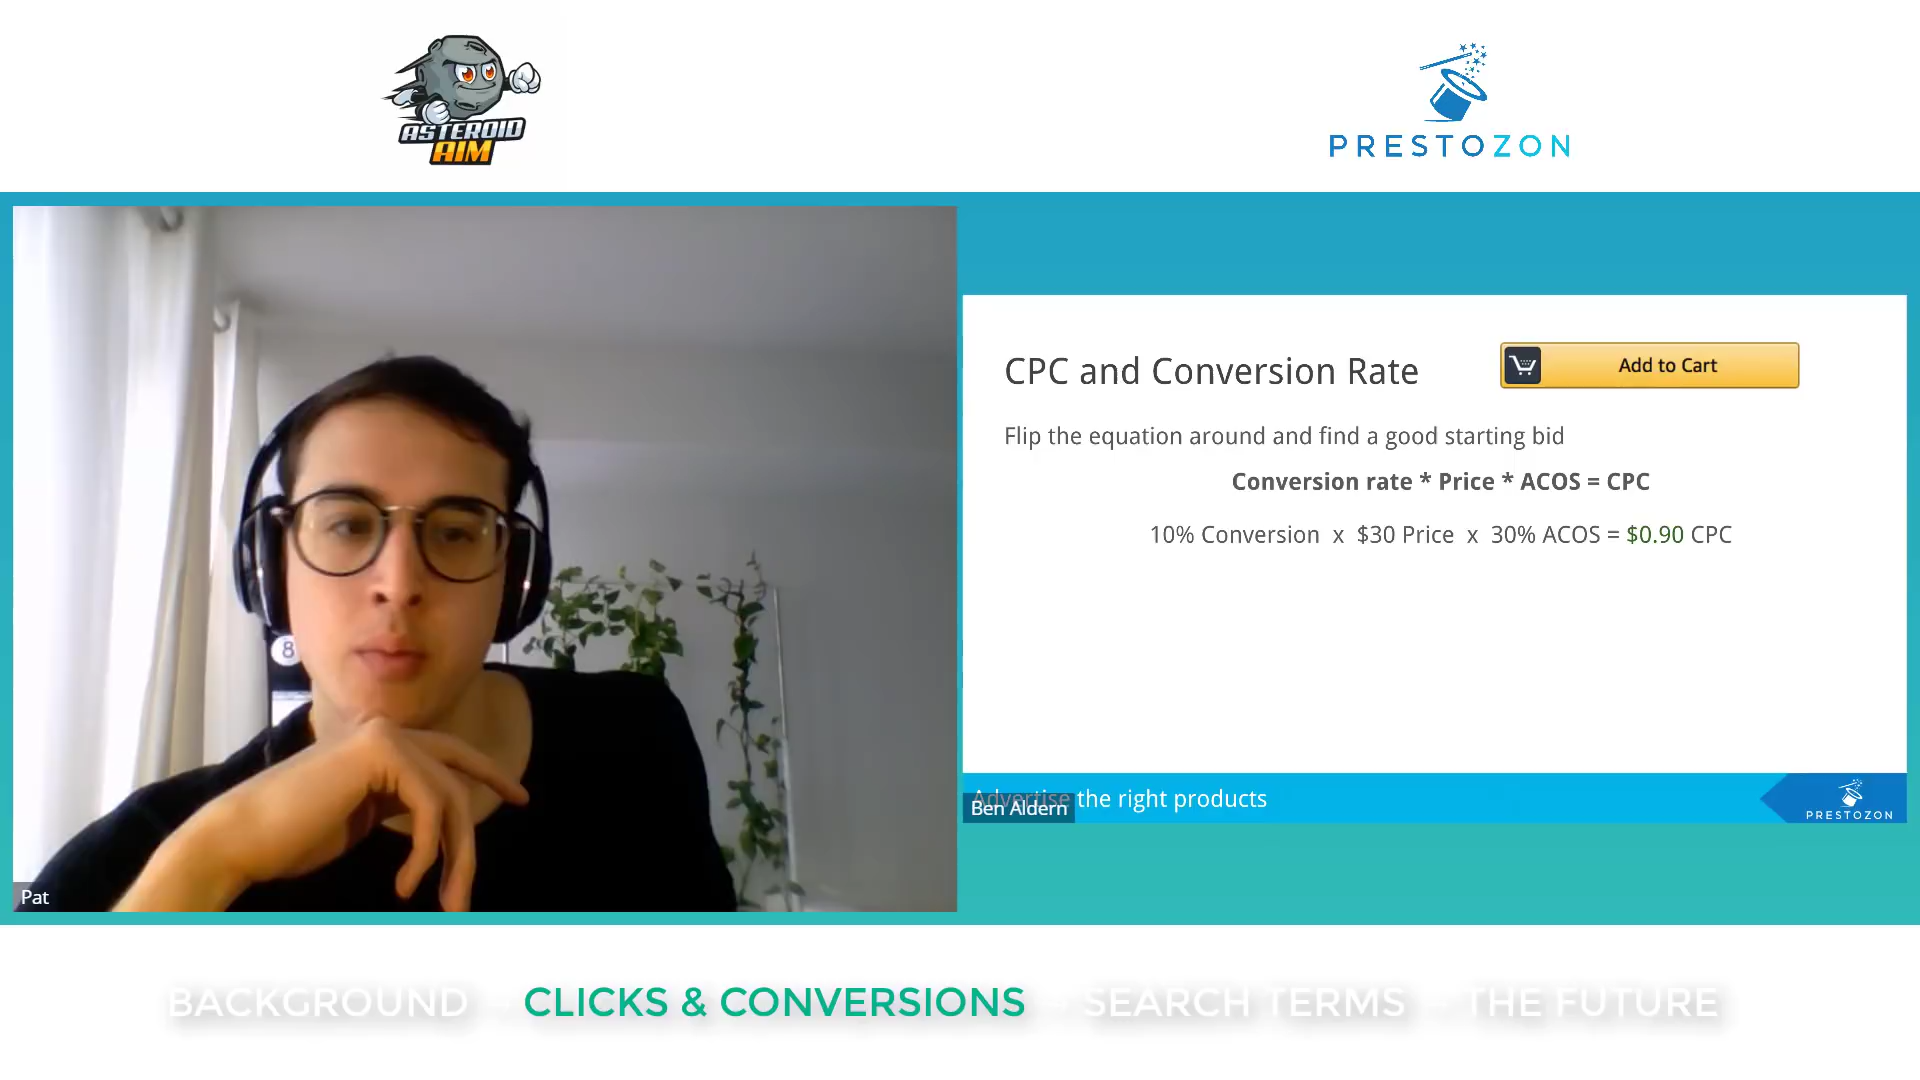 ASTEROID
AIM
PRESTOZON
8
Pat
CPC and Conversion Rate
Add to Cart
Flip the equation around and find a good starting bid
Conversion rate * Price * ACOS = CPC
10% Conversion x $30 Price x 30% ACOS = $0.90 CPC
Advertise the right products
Ben Aldern
PRESTOZON
BACKGROUND – CLICKS & CONVERSIONS – SEARCH TERMS – THE FUTURE